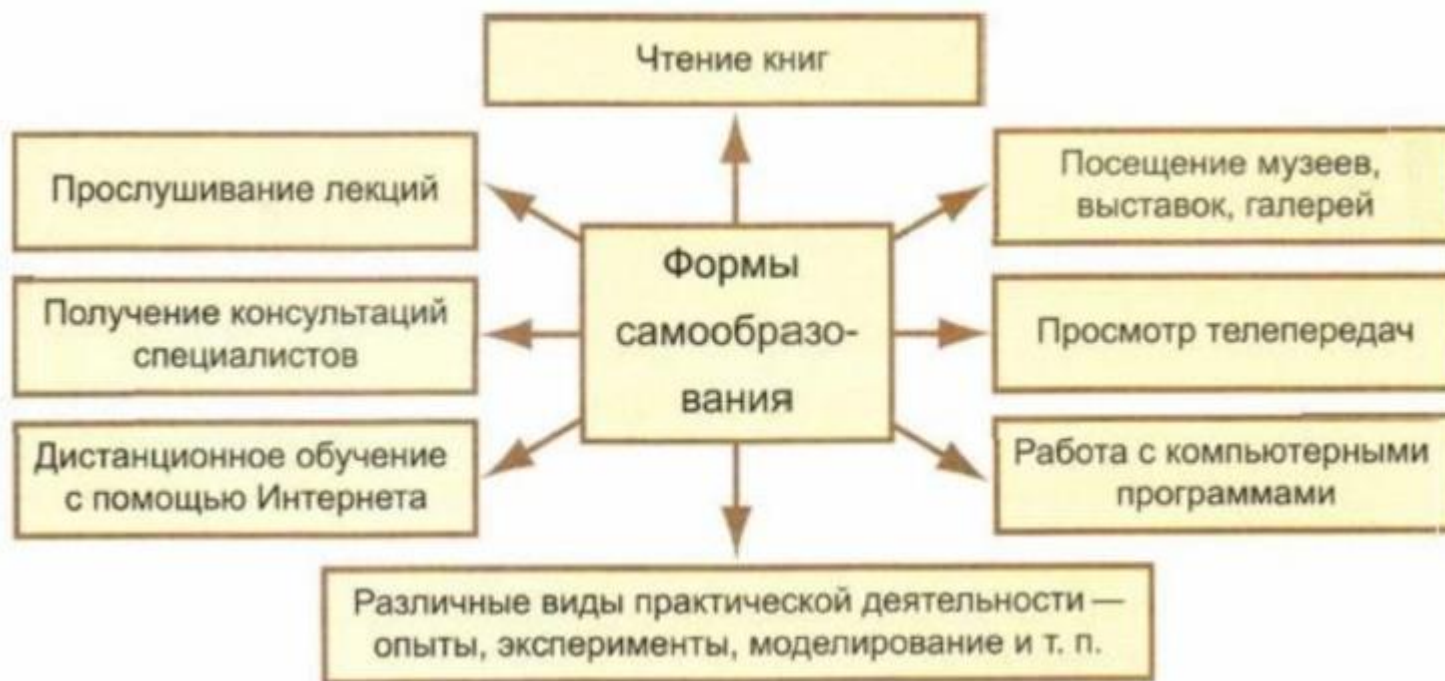 Чтение книг
Прослушивание лекций
Посещение музеев,
выставок, галерей
Формы
самообразо-
вания
Получение консультаций
специалистов
Просмотр телепередач
Дистанционное обучение
с помощью Интернета
Работа с компьютерными
программами
Различные виды практической деятельности —
опыты, эксперименты, моделирование и т. п.